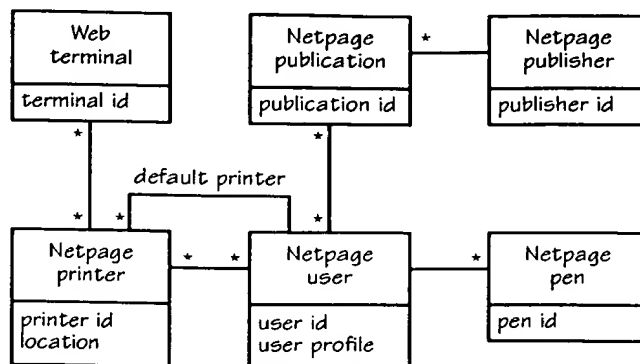 Web
terminal
terminal id
Netpage
publication
publication id
*
Netpage
publisher
publisher id
*
*
default printer
*
*
*
Netpage
printer
printer id
location
*
*
Netpage
user
user id
user profile
*
Netpage
pen
pen id